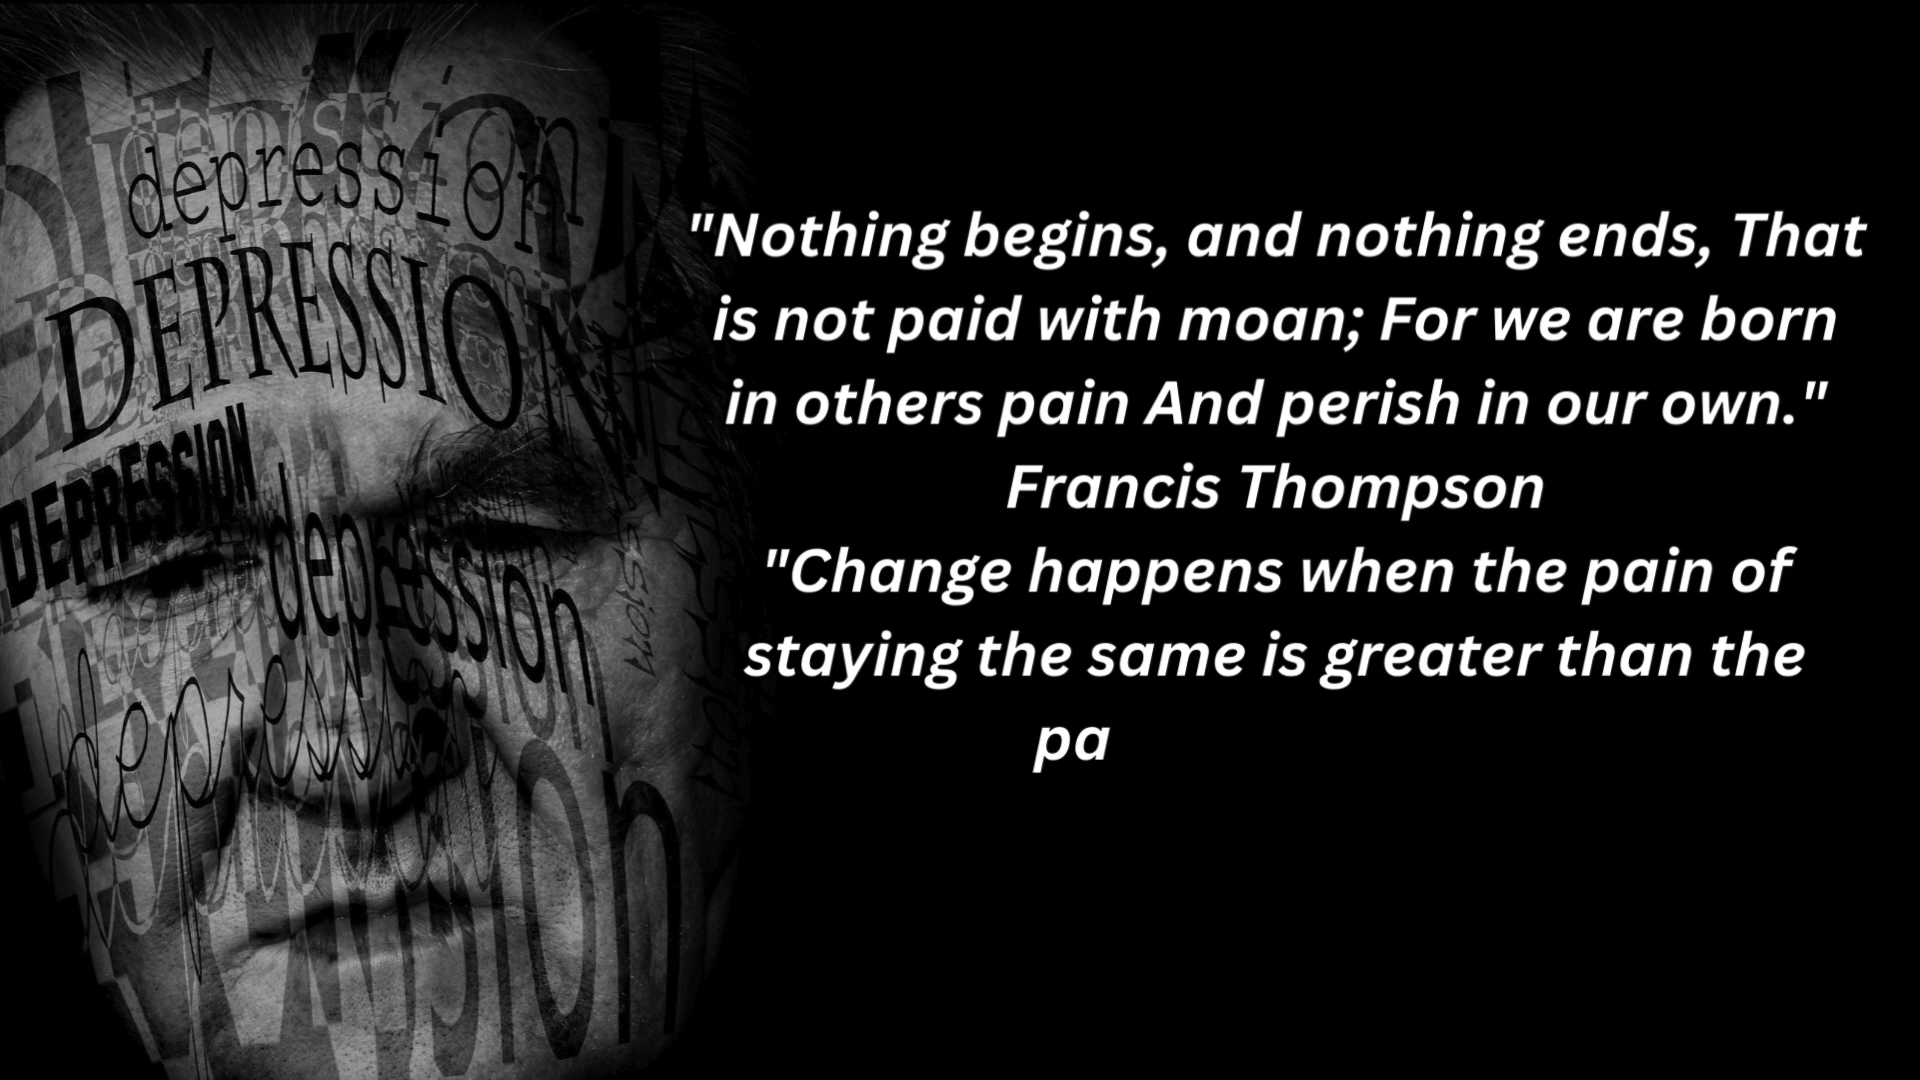 depression
DEPRESSION
DEPRESSION
depression
depression
"Nothing begins, and nothing ends, That
is not paid with moan; For we are born
in others pain And perish in our own."
Francis Thompson
"Change happens when the pain of
staying the same is greater than the
pa